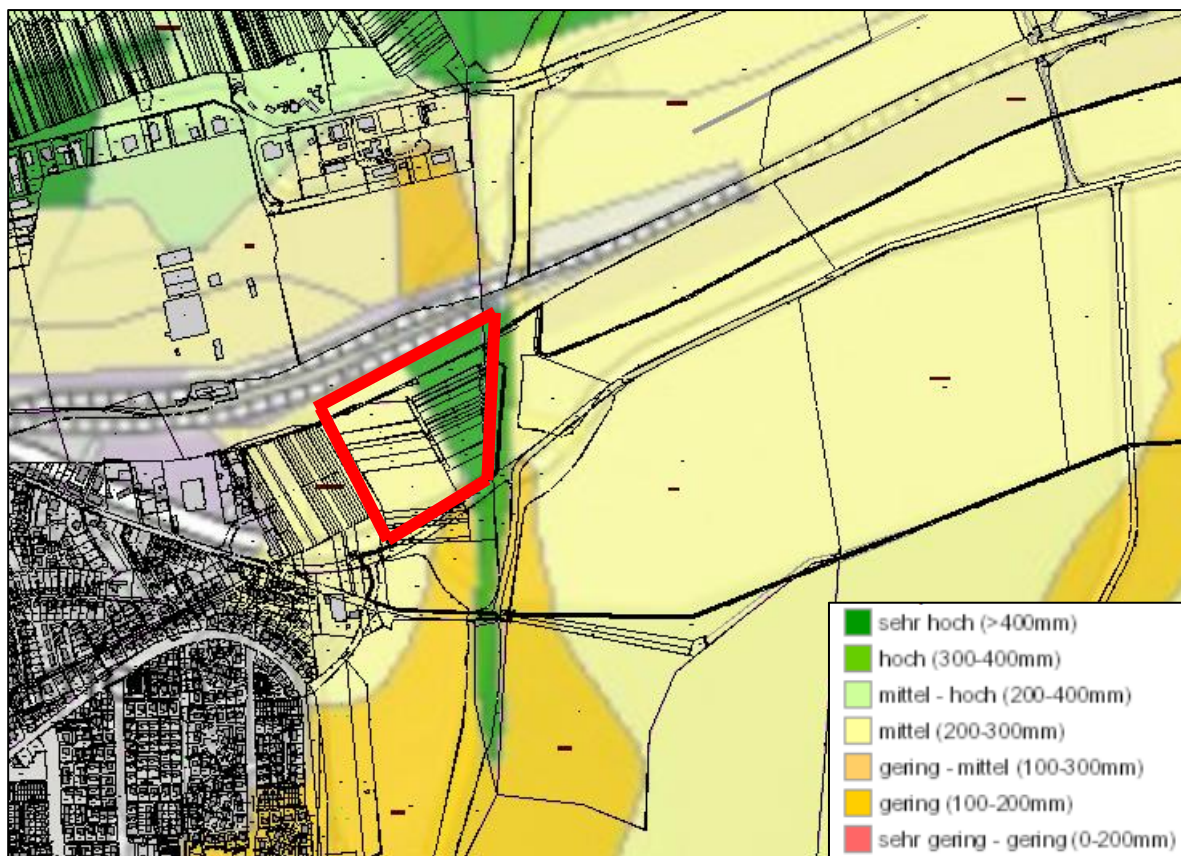 sehr hoch (>400mm)
hoch (300-400mm)
mittel - hoch (200-400mm)
mittel (200-300mm)
gering - mittel (100-300mm)
gering (100-200mm)
sehr gering - gering (0-200mm)